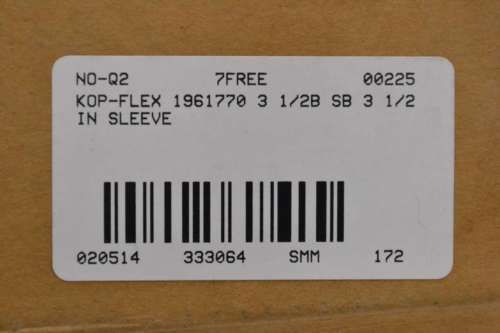 NO-Q2 7FREE 00225
KOP-FLEX 1961770 3 1/2B SB 3 1/2
IN SLEEVE
020514 333064 SMM 172